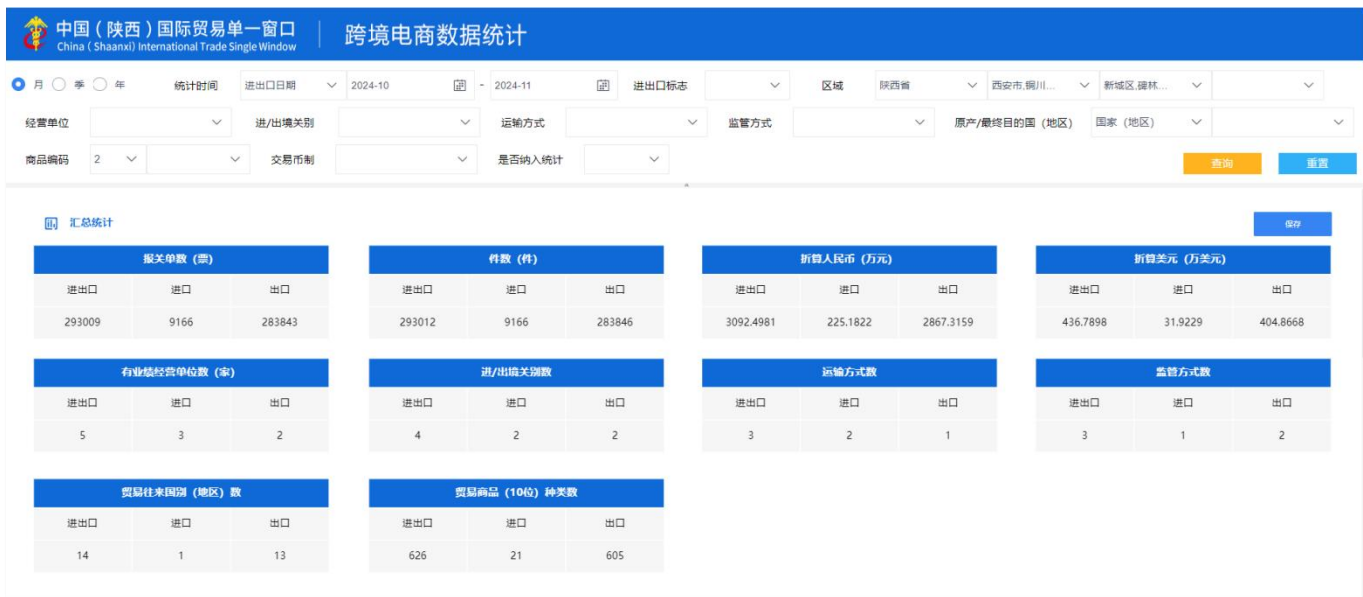 中国（陕西）国际贸易单一窗口
China ( Shaanxi) International Trade Single Window
跨境电商数据统计
月 季 年 统计时间 进出口日期 2024-10 - 2024-11 进出口标志 区域 陕西省 西安市,铜川... 新城区,碑林...
经营单位 进/出境关别 运输方式 监管方式 原产/最终目的国（地区） 国家（地区）
商品编码 2 交易币制 是否纳入统计 查询 重置
汇总统计 保存
报关单数（票） 件数（件） 折算人民币（万元） 折算美元（万美元）
进出口 进口 出口 进出口 进口 出口 进出口 进口 出口 进出口 进口 出口
293009 9166 283843 293012 9166 283846 3092.4981 225.1822 2867.3159 436.7898 31.9229 404.8668
有业绩经营单位数（家） 进/出境关别数 运输方式数 监管方式数
进出口 进口 出口 进出口 进口 出口 进出口 进口 出口 进出口 进口 出口
5 3 2 4 2 2 3 2 1 3 1 2
贸易往来国别（地区）数 贸易商品（10位）种类数
进出口 进口 出口 进出口 进口 出口
14 1 13 626 21 605